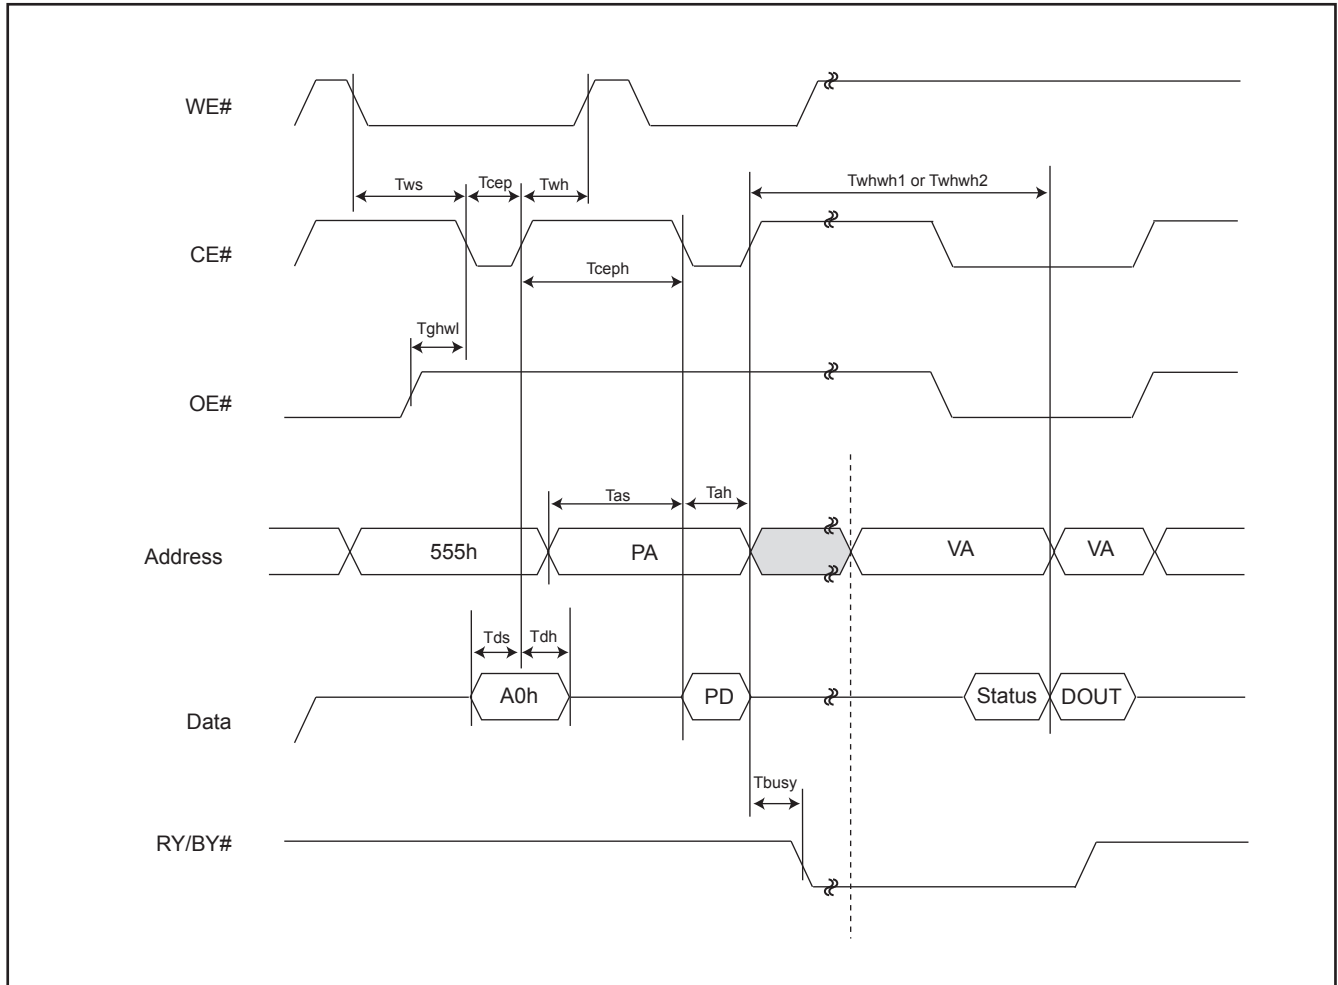 WE#
Tws
Tcep
Twh
Twhwh1 or Twhwh2
CE#
Tceph
Tghwl
OE#
Tas
Tah
Address
555h
PA
VA
VA
Tds
Tdh
Data
A0h
PD
Status
DOUT
Tbusy
RY/BY#